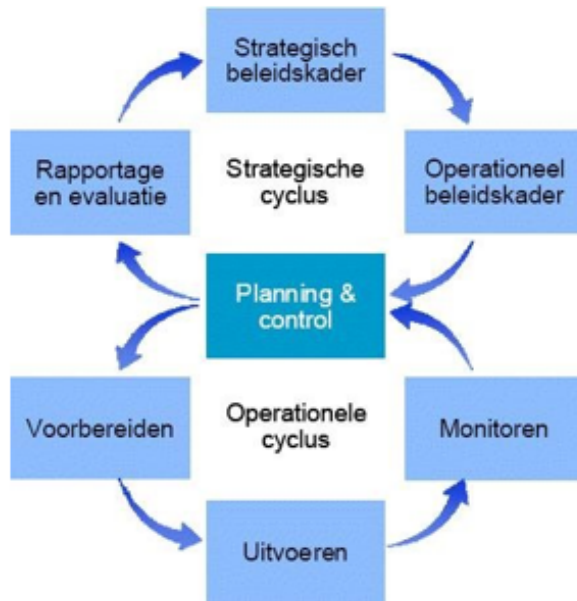 Strategisch
beleidskader
Rapportage
en evaluatie
Strategische
cyclus
Operationeel
beleidskader
Planning &
control
Voorbereiden
Operationele
cyclus
Monitoren
Uitvoeren